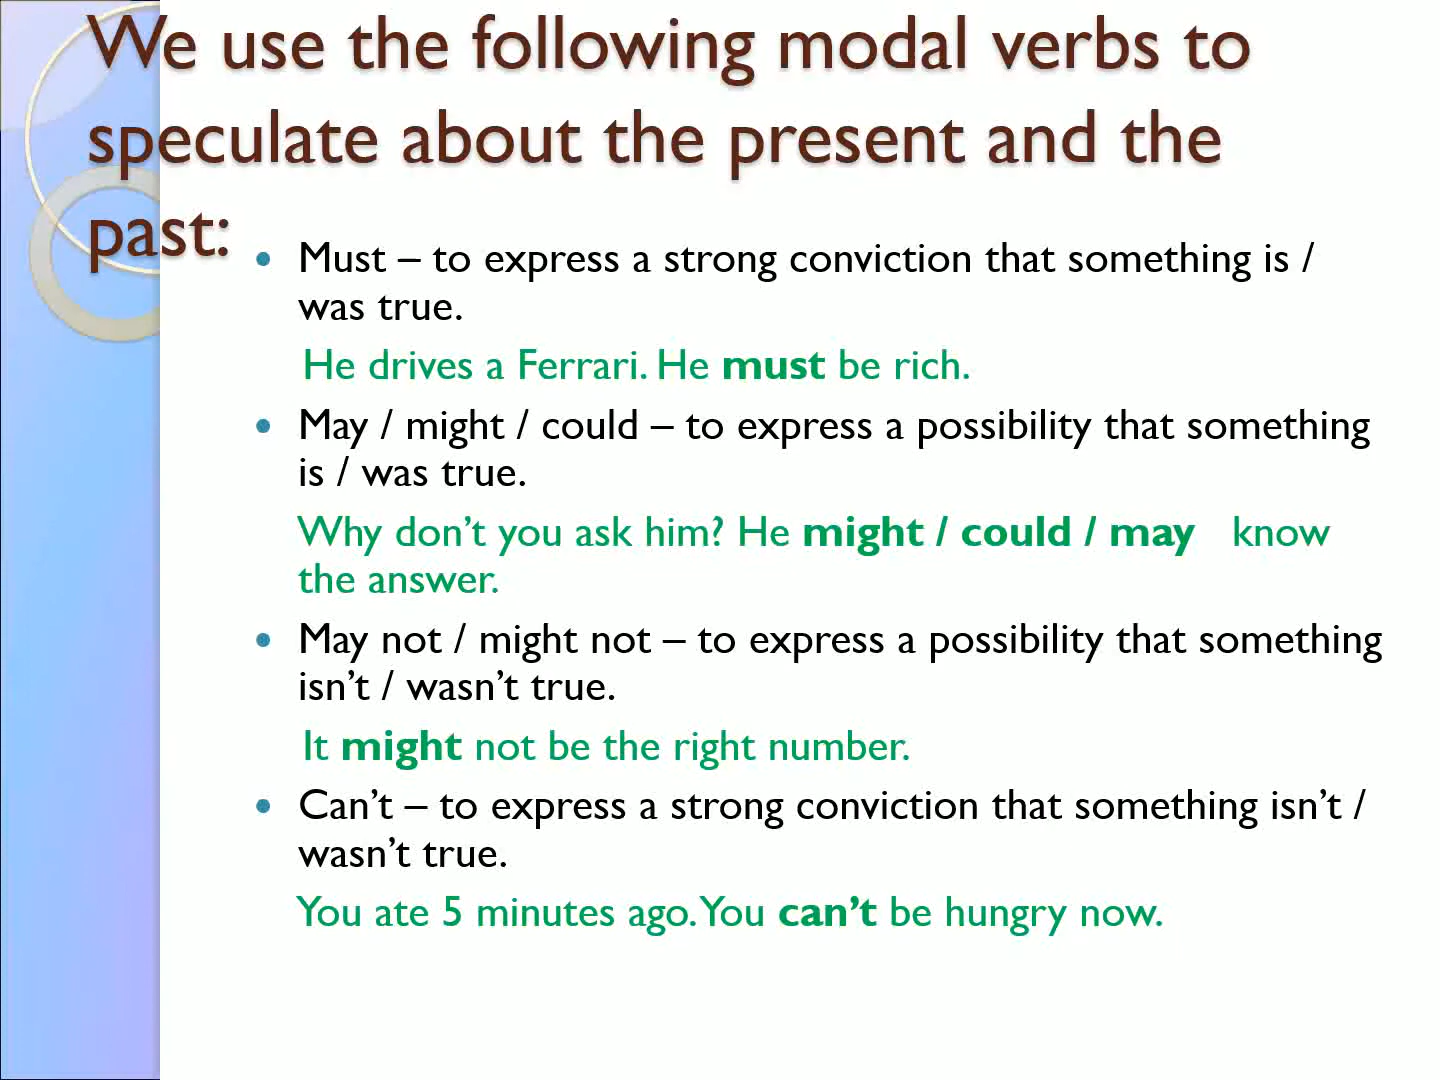 We use the following modal verbs to
speculate about the present and the
past:
• Must – to express a strong conviction that something is /
was true.
He drives a Ferrari. He must be rich.
• May / might / could – to express a possibility that something
is / was true.
Why don’t you ask him? He might / could / may know
the answer.
• May not / might not – to express a possibility that something
isn’t / wasn’t true.
It might not be the right number.
• Can’t – to express a strong conviction that something isn’t /
wasn’t true.
You ate 5 minutes ago. You can’t be hungry now.